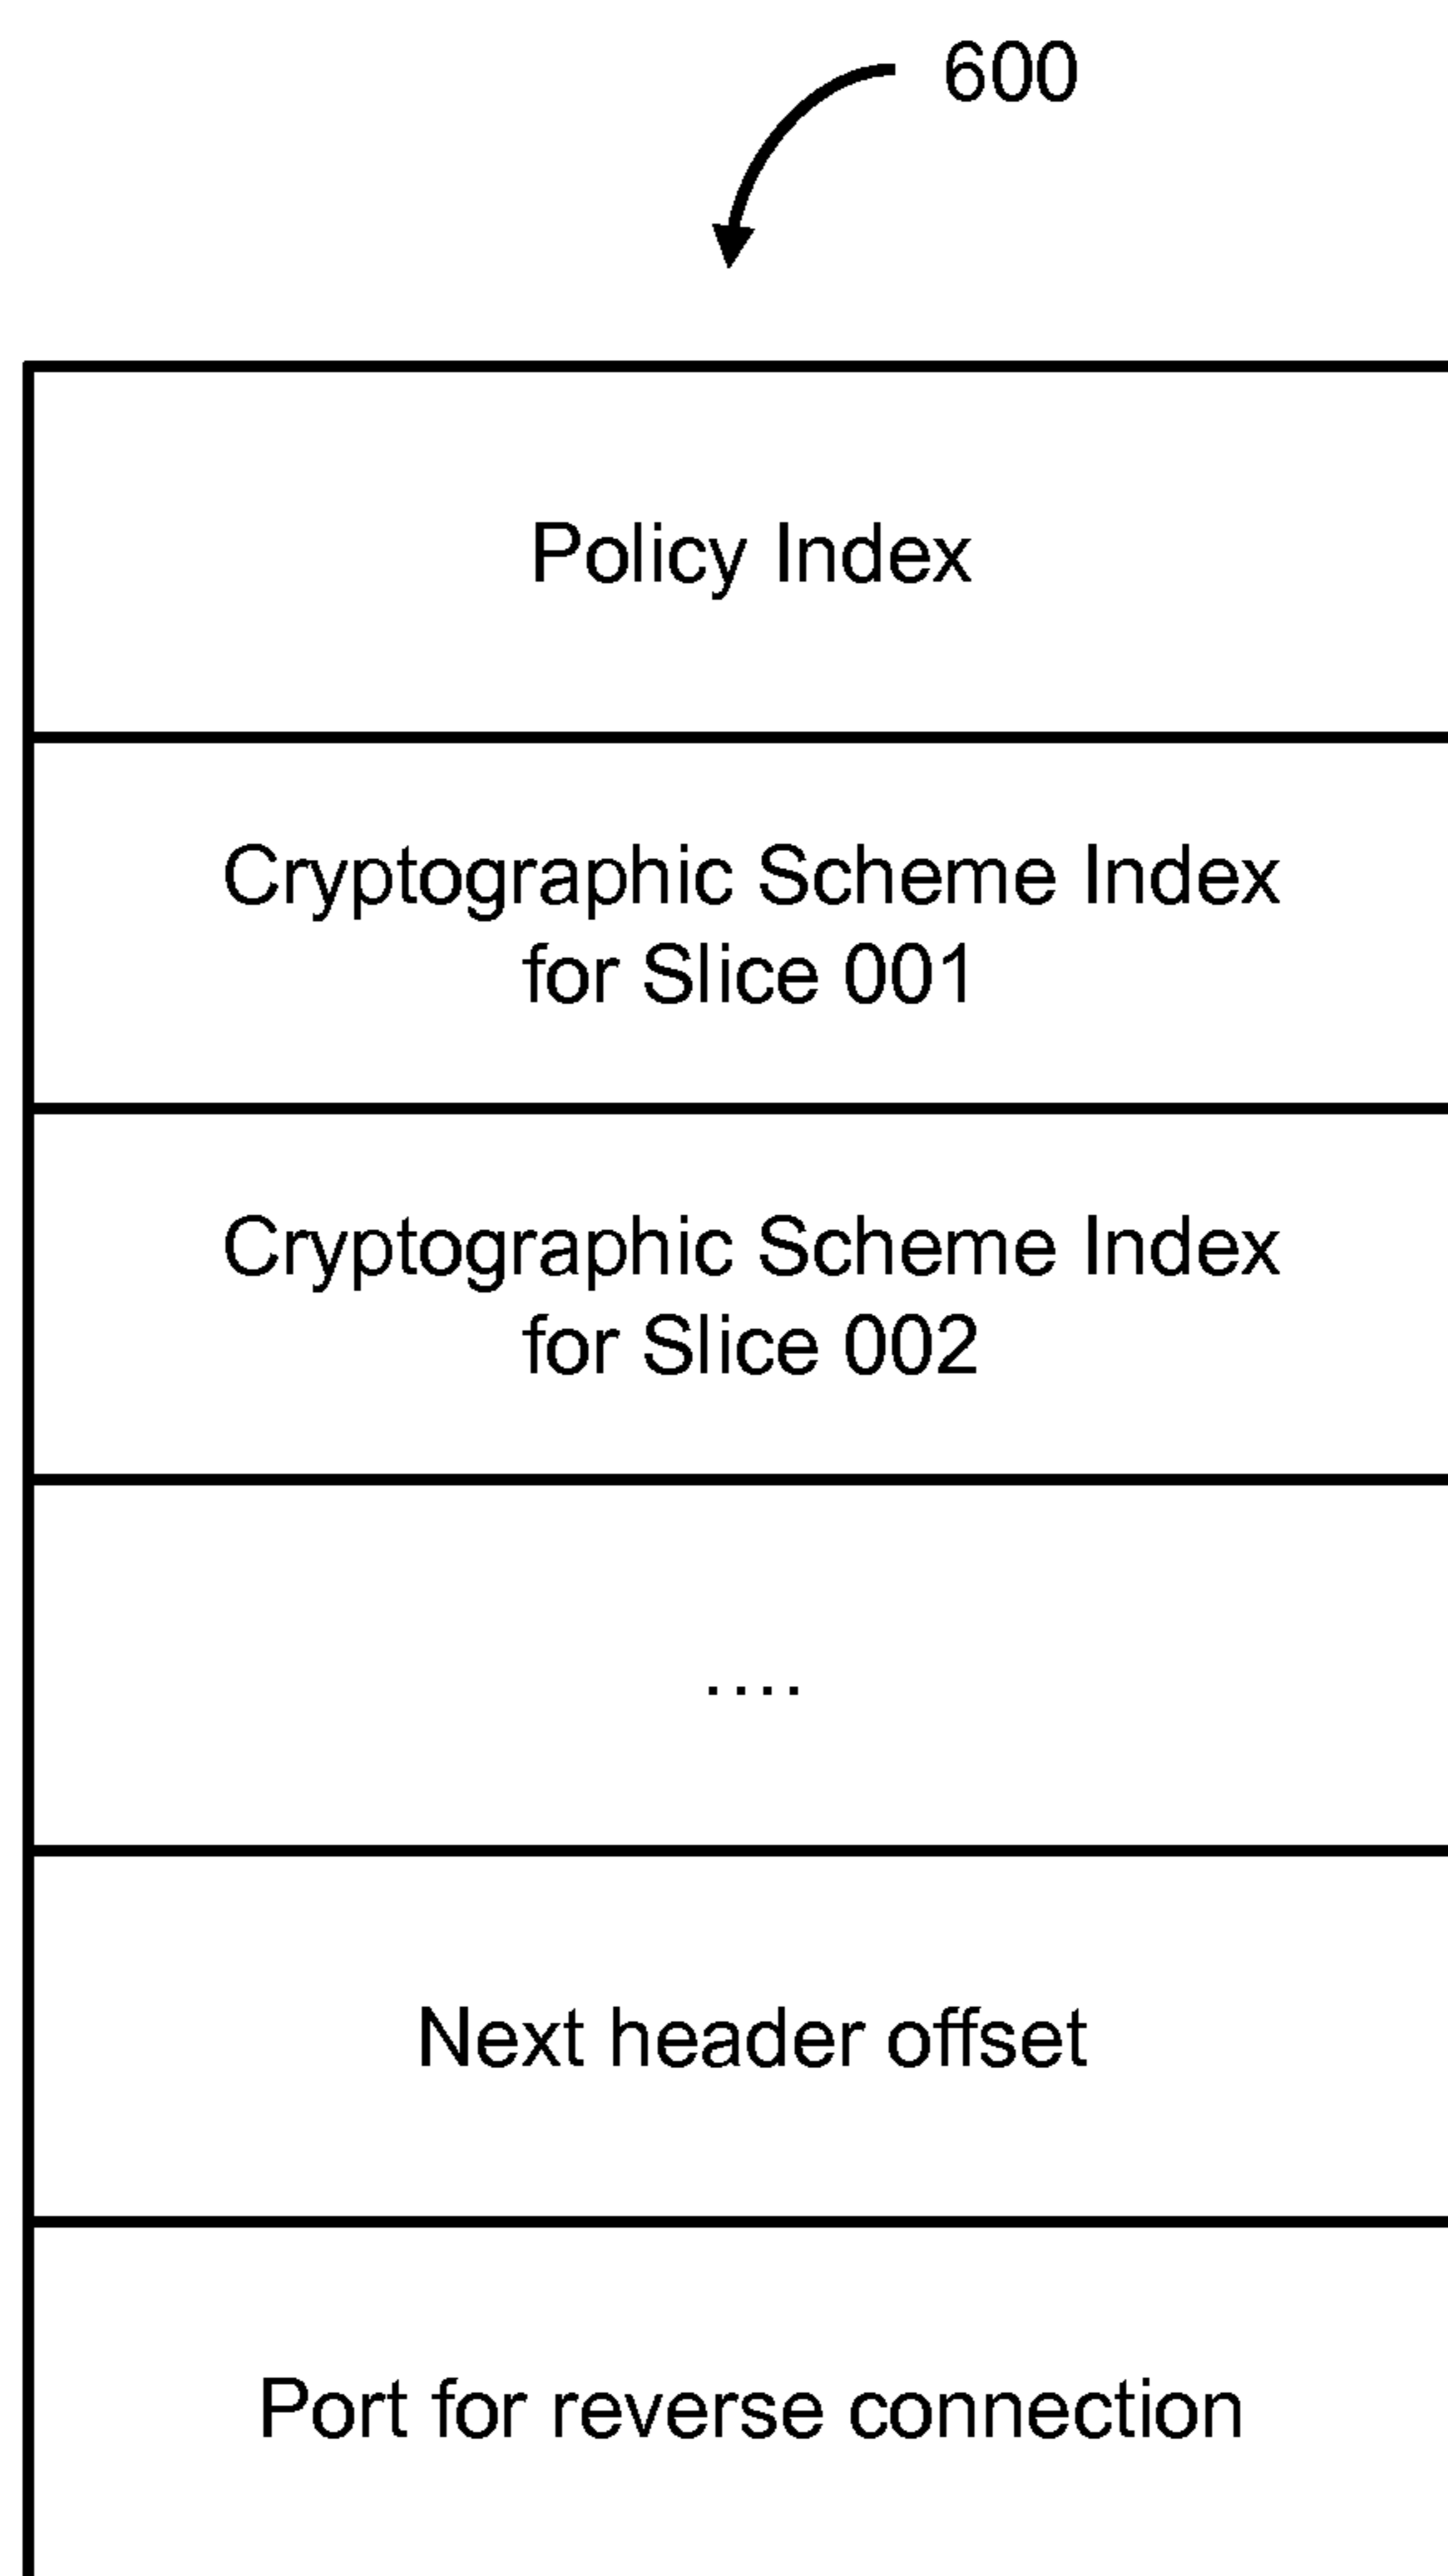 600
Policy Index
Cryptographic Scheme Index
for Slice 001
Cryptographic Scheme Index
for Slice 002
....
Next header offset
Port for reverse connection